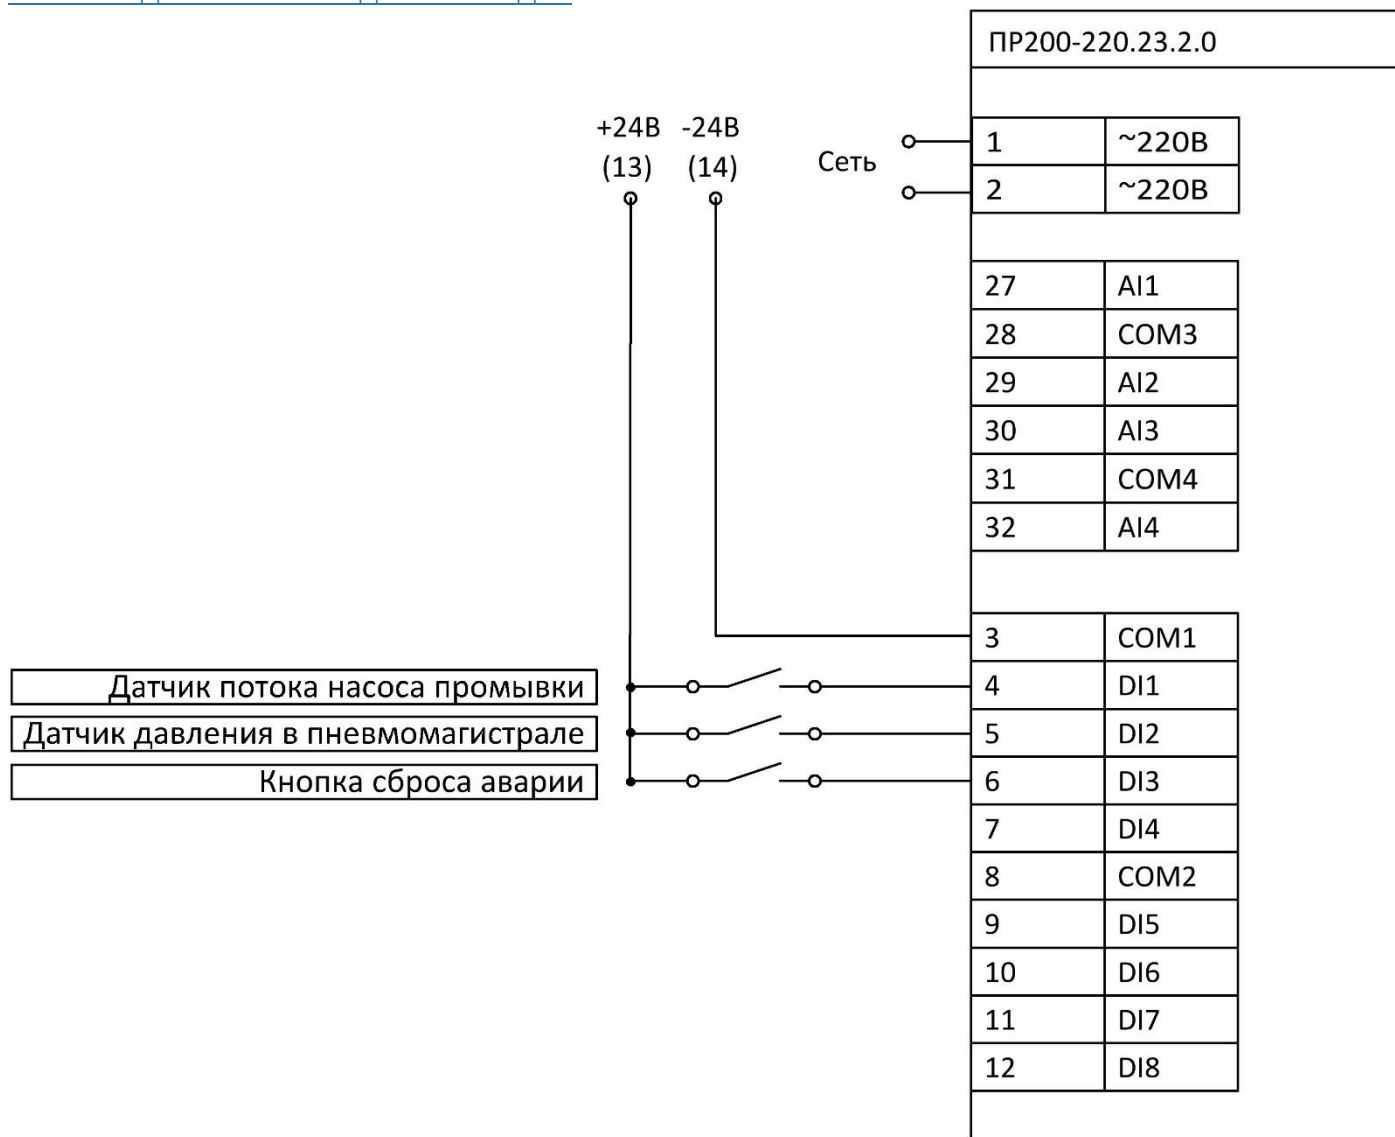 ПР200-220.23.2.0
+24В -24В
(13) (14)
Сеть
1 ~220В
2 ~220В
27 AI1
28 COM3
29 AI2
30 AI3
31 COM4
32 AI4
3 COM1
Датчик потока насоса промывки 4 DI1
Датчик давления в пневмомагистрале 5 DI2
Кнопка сброса аварии 6 DI3
7 DI4
8 COM2
9 DI5
10 DI6
11 DI7
12 DI8